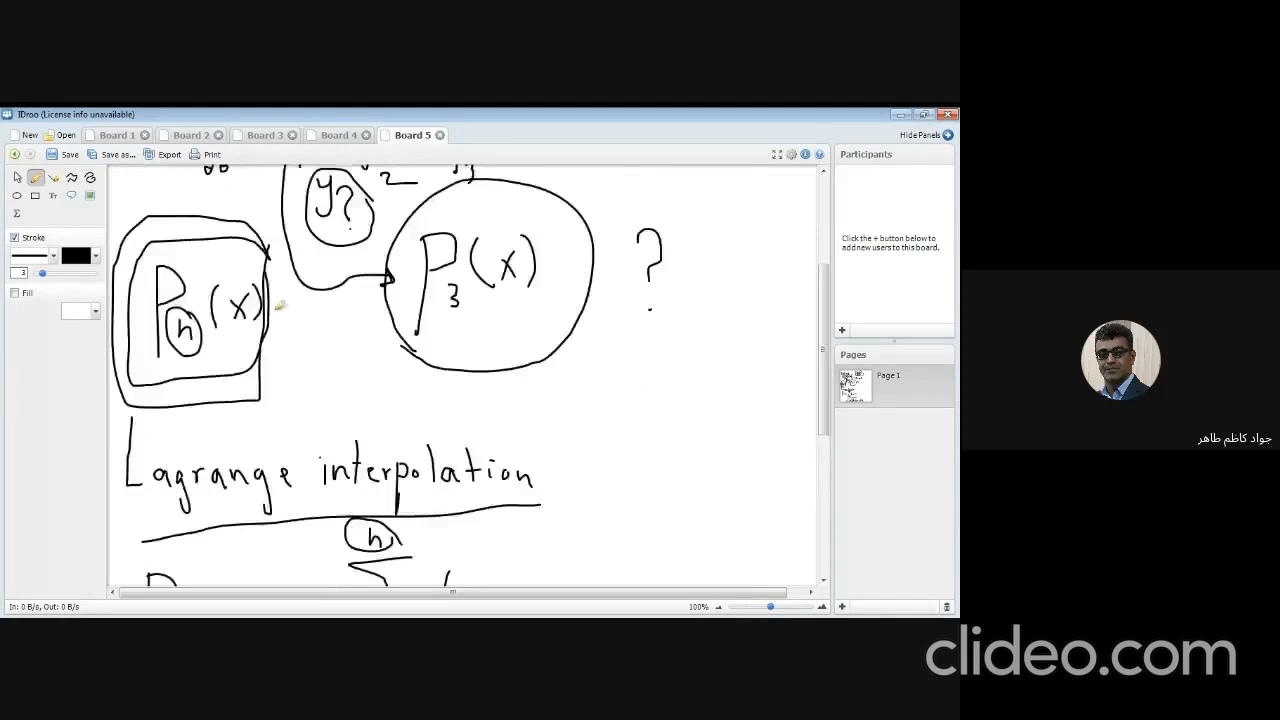 IDroo (License info unavailable)
New Open Board 1 Board 2 Board 3 Board 4 Board 5 Hide Panels
Save Save as... Export Print
Participants
Click the + button below to
add new users to this board.
Stroke
3
Fill
Pages
Page 1
y?
2
P3(x) ?
Pn(x)
Lagrange interpolation
n
In: 0 B/s, Out: 0 B/s
100%
جواد كاظم طاهر
clideo.com